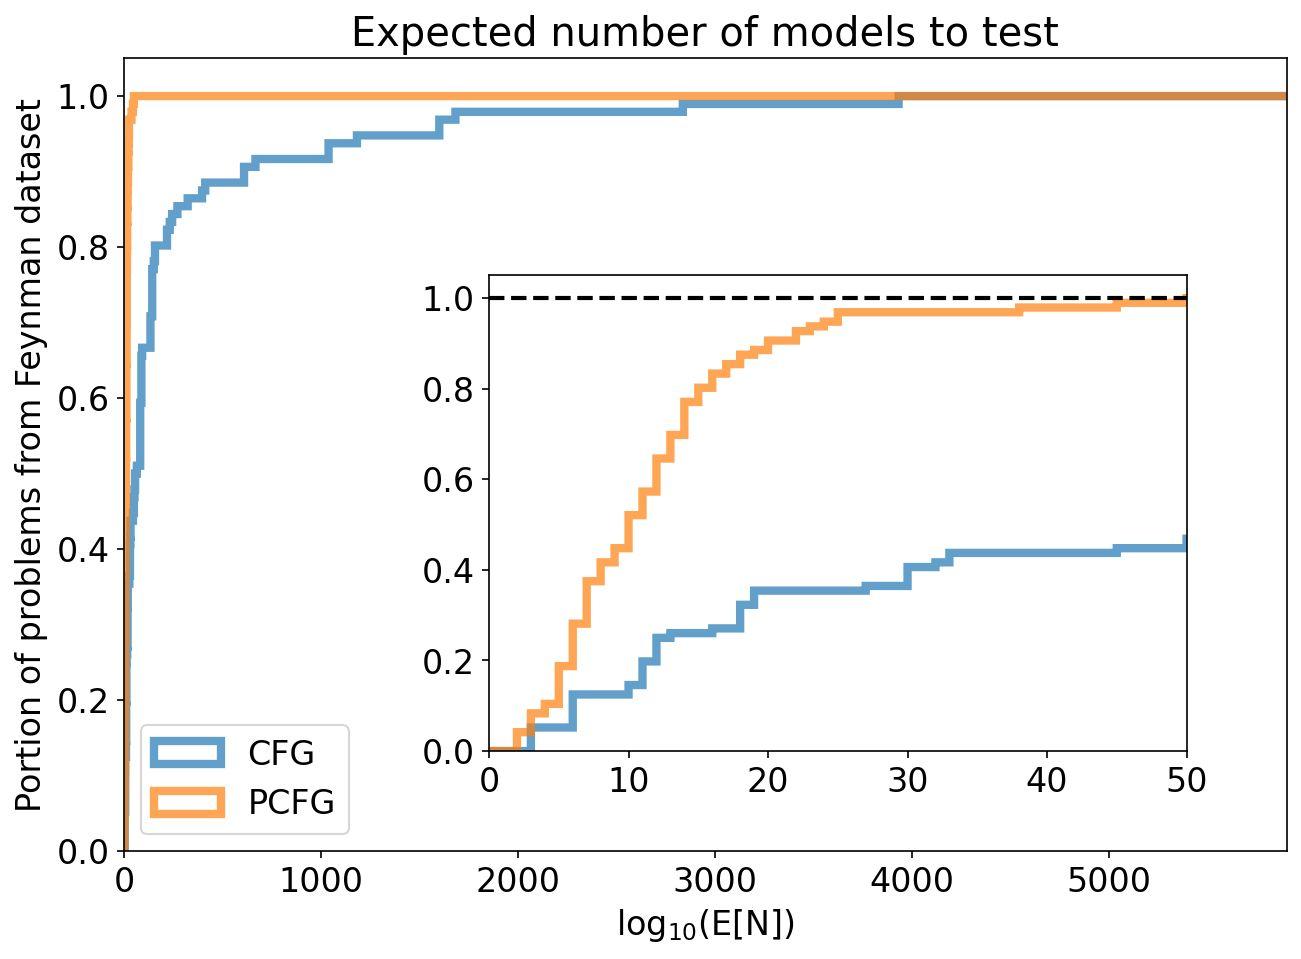 Expected number of models to test
Portion of problems from Feynman dataset
1.0
0.8
0.6
0.4
0.2
0.0
1.0
0.8
0.6
0.4
0.2
0.0
0 10 20 30 40 50
CFG
PCFG
0 1000 2000 3000 4000 5000
log₁₀(E[N])